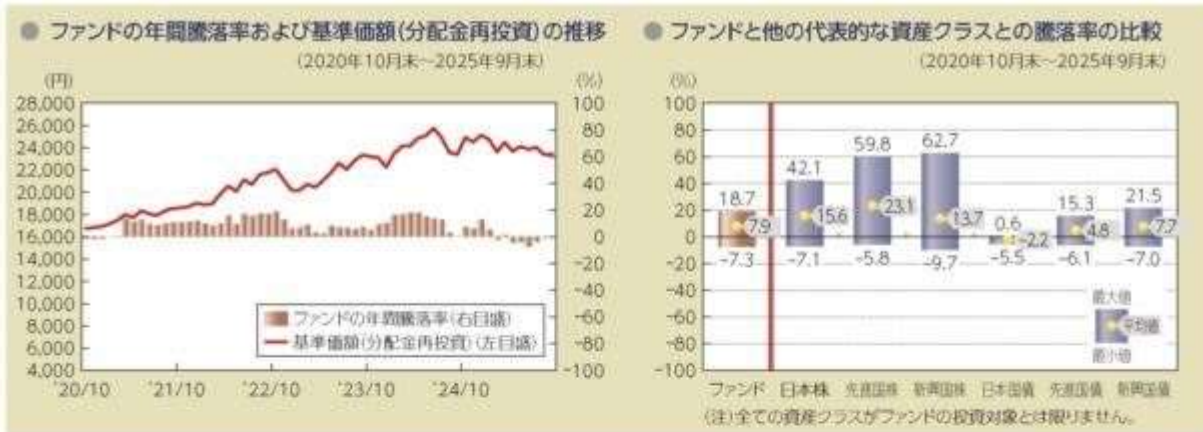 ● ファンドの年間騰落率および基準価額(分配金再投資)の推移
(2020年10月末～2025年9月末)
(円)
(%)
28,000
26,000
24,000
22,000
20,000
18,000
16,000
14,000
12,000
10,000
8,000
6,000
4,000
100
80
60
40
20
0
-20
-40
-60
-80
-100
ファンドの年間騰落率(右目盛)
基準価額(分配金再投資)(左目盛)
'20/10 '21/10 '22/10 '23/10 '24/10
● ファンドと他の代表的な資産クラスとの騰落率の比較
(2020年10月末～2025年9月末)
(%)
100
80
60
40
20
0
-20
-40
-60
-80
-100
18.7 42.1 59.8 62.7 0.6 15.3 21.5
7.9 15.6 23.1 13.7 -2.2 4.8 7.7
-7.3 -7.1 -5.8 -9.7 -5.5 -6.1 -7.0
最大値
平均値
最小値
ファンド 日本株 先進国株 新興国株 日本国債 先進国債 新興国債
(注)全ての資産クラスがファンドの投資対象とは限りません。